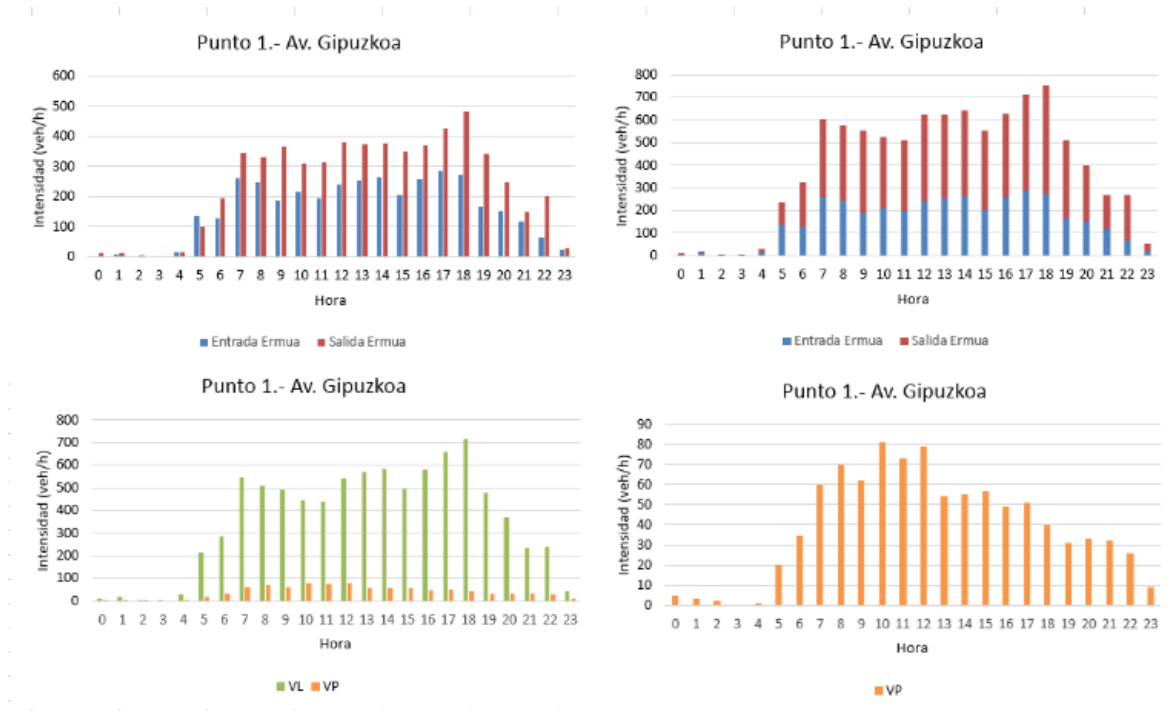 Punto 1.- Av. Gipuzkoa
600
500
400
300
200
100
0
Intensidad (veh/h)
0 1 2 3 4 5 6 7 8 9 10 11 12 13 14 15 16 17 18 19 20 21 22 23
Hora
Entrada Ermua Salida Ermua
Punto 1.- Av. Gipuzkoa
800
700
600
500
400
300
200
100
0
Intensidad (veh/h)
0 1 2 3 4 5 6 7 8 9 10 11 12 13 14 15 16 17 18 19 20 21 22 23
Hora
Entrada Ermua Salida Ermua
Punto 1.- Av. Gipuzkoa
800
700
600
500
400
300
200
100
0
Intensidad (veh/h)
0 1 2 3 4 5 6 7 8 9 10 11 12 13 14 15 16 17 18 19 20 21 22 23
Hora
VL VP
Punto 1.- Av. Gipuzkoa
90
80
70
60
50
40
30
20
10
0
Intensidad (veh/h)
0 1 2 3 4 5 6 7 8 9 10 11 12 13 14 15 16 17 18 19 20 21 22 23
Hora
VP